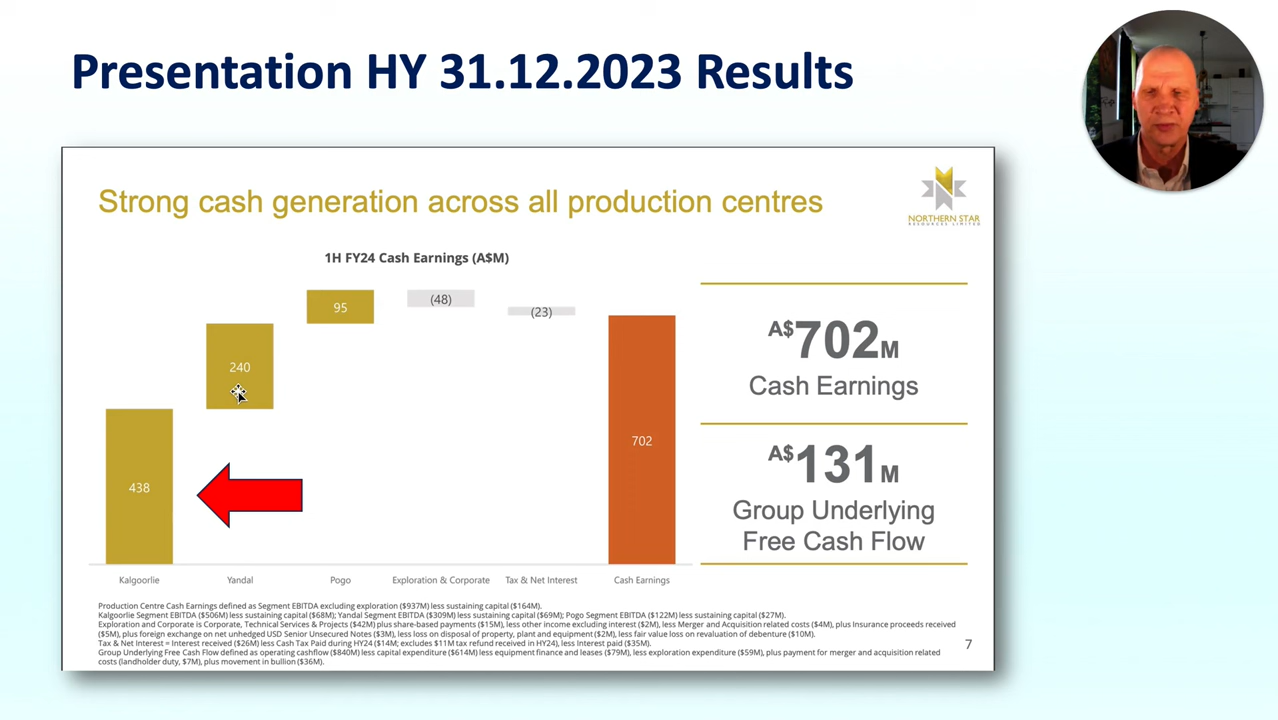 Presentation HY 31.12.2023 Results
Strong cash generation across all production centres
NORTHERN STAR
RESOURCES LIMITED
1H FY24 Cash Earnings (A$M)
438
240
95
(48)
(23)
702
Kalgoorlie
Yandal
Pogo
Exploration & Corporate
Tax & Net Interest
Cash Earnings
A$702M
Cash Earnings
A$131M
Group Underlying
Free Cash Flow
Production Centre Cash Earnings defined as Segment EBITDA excluding exploration ($937M) less sustaining capital ($164M).
Kalgoorlie Segment EBITDA ($506M) less sustaining capital ($68M); Yandal Segment EBITDA ($309M) less sustaining capital ($69M); Pogo Segment EBITDA ($122M) less sustaining capital ($27M).
Exploration and Corporate is Corporate, Technical Services & Projects ($42M) plus share-based payments ($15M), less other income excluding interest ($2M), less Merger and Acquisition related costs ($4M), plus Insurance proceeds received
($5M), plus foreign exchange on net unhedged USD Senior Unsecured Notes ($3M), less loss on disposal of property, plant and equipment ($2M), less fair value loss on revaluation of debenture ($10M).
Tax & Net Interest = Interest received ($26M) less Cash Tax Paid during HY24 ($14M; excludes $11M tax refund received in HY24), less Interest paid ($35M).
Group Underlying Free Cash Flow defined as operating cashflow ($840M) less capital expenditure ($614M) less equipment finance and leases ($79M), less exploration expenditure ($59M), plus payment for merger and acquisition related
costs (landholder duty, $7M), plus movement in bullion ($36M).
7